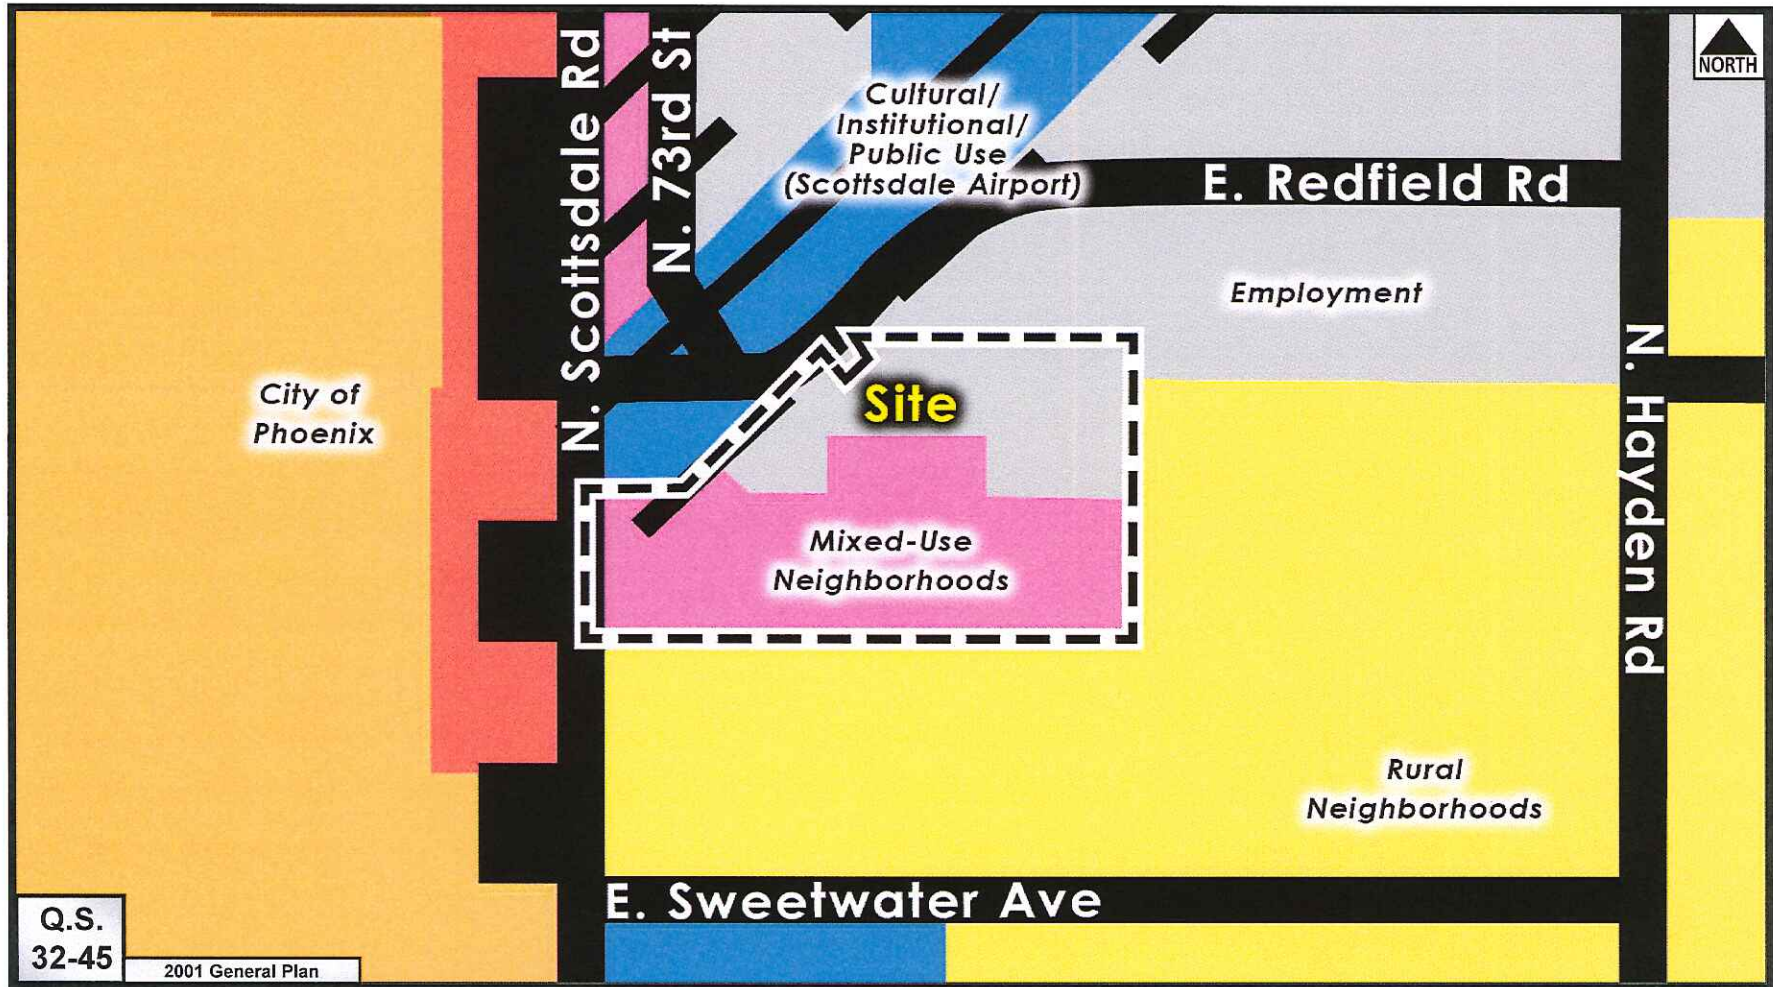 NORTH
N. Scottsdale Rd
N. 73rd St
Cultural/
Institutional/
Public Use
(Scottsdale Airport)
E. Redfield Rd
Employment
N. Hayden Rd
City of
Phoenix
Site
Mixed-Use
Neighborhoods
Rural
Neighborhoods
E. Sweetwater Ave
Q.S.
32-45
2001 General Plan